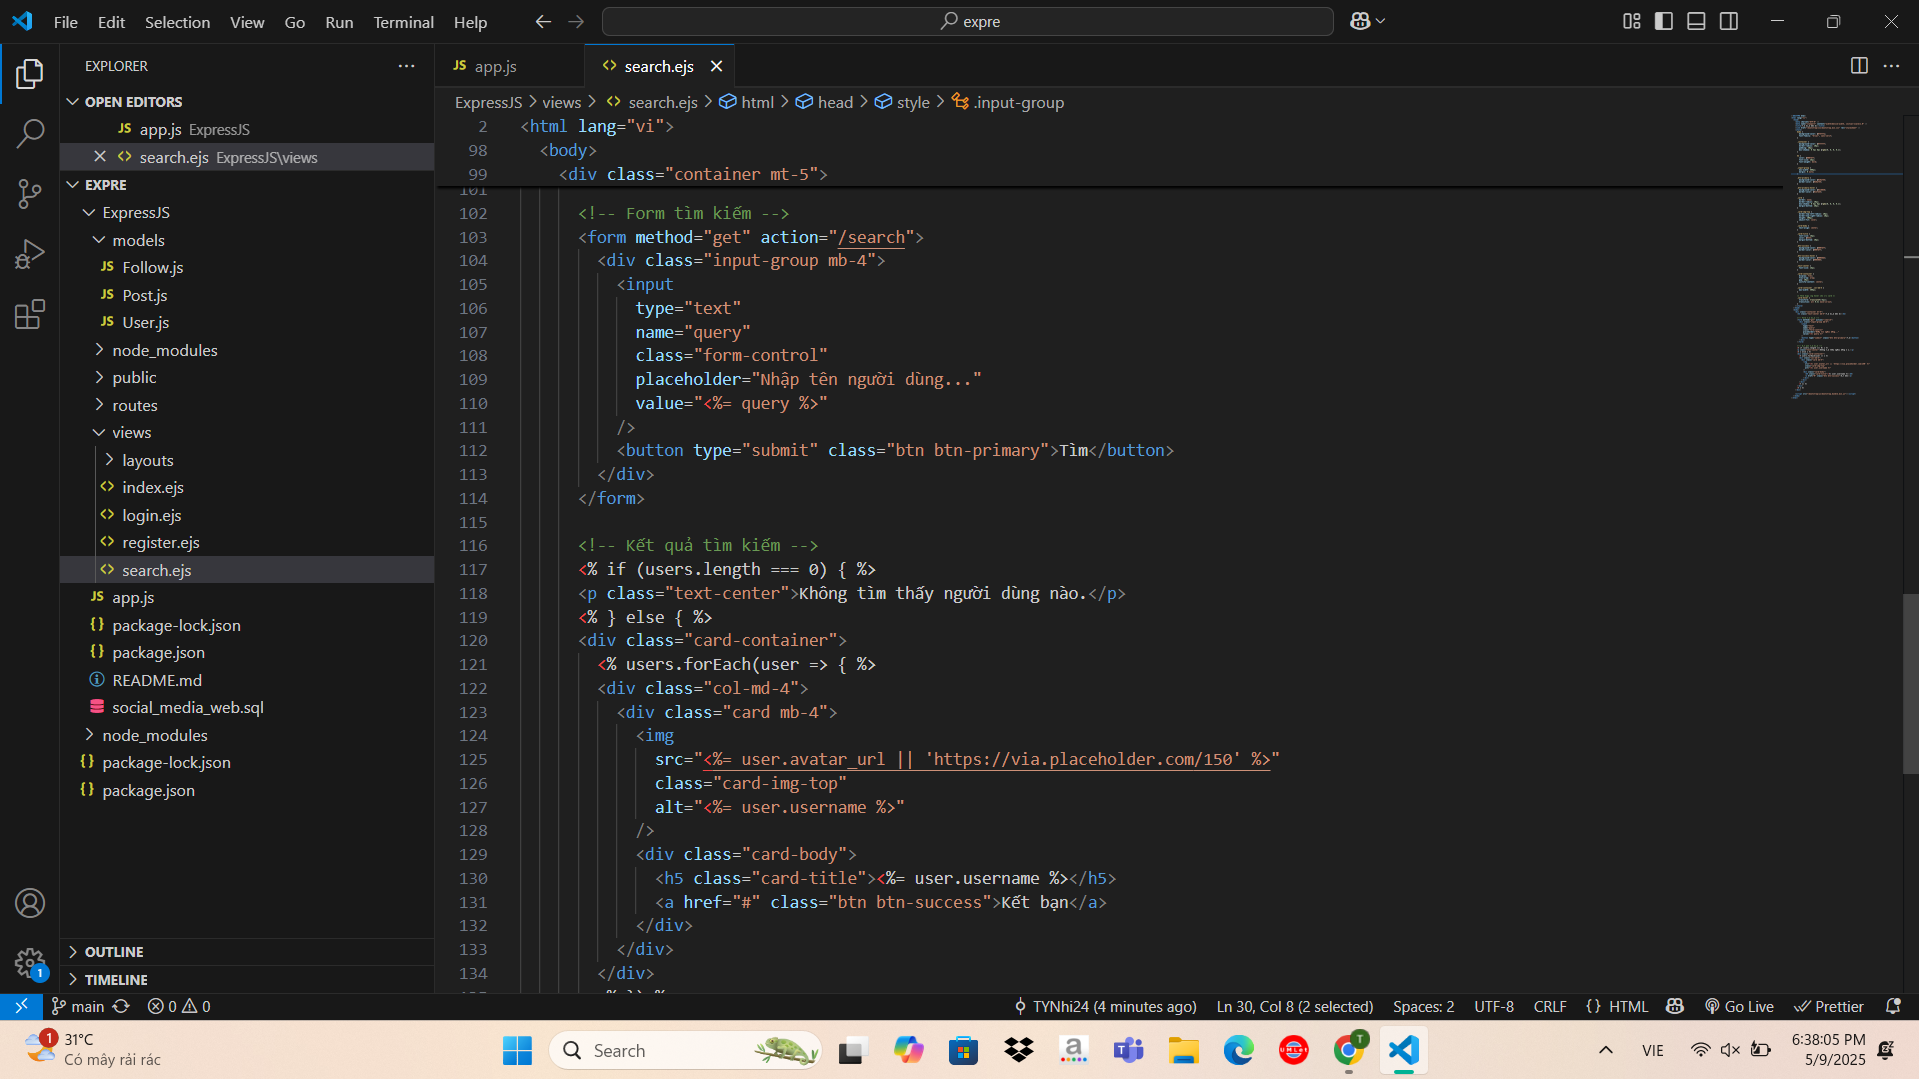 File Edit Selection View Go Run Terminal Help
expre
EXPLORER
OPEN EDITORS
JS app.js ExpressJS
search.ejs ExpressJS\views
EXPRE
ExpressJS
models
JS Follow.js
JS Post.js
JS User.js
node_modules
public
routes
views
layouts
index.ejs
login.ejs
register.ejs
search.ejs
JS app.js
{} package-lock.json
{} package.json
README.md
social_media_web.sql
node_modules
{} package-lock.json
{} package.json
OUTLINE
TIMELINE
JS app.js
search.ejs
ExpressJS > views > search.ejs > html > head > style > .input-group
2 <html lang="vi">
98 <body>
99 <div class="container mt-5">
101
102 <!-- Form tìm kiếm -->
103 <form method="get" action="/search">
104 <div class="input-group mb-4">
105 <input
106 type="text"
107 name="query"
108 class="form-control"
109 placeholder="Nhập tên người dùng..."
110 value="<%= query %>"
111 />
112 <button type="submit" class="btn btn-primary">Tìm</button>
113 </div>
114 </form>
115
116 <!-- Kết quả tìm kiếm -->
117 <% if (users.length === 0) { %>
118 <p class="text-center">Không tìm thấy người dùng nào.</p>
119 <% } else { %>
120 <div class="card-container">
121 <% users.forEach(user => { %>
122 <div class="col-md-4">
123 <div class="card mb-4">
124 <img
125 src="<%= user.avatar_url || 'https://via.placeholder.com/150' %>"
126 class="card-img-top"
127 alt="<%= user.username %>"
128 />
129 <div class="card-body">
130 <h5 class="card-title"><%= user.username %></h5>
131 <a href="#" class="btn btn-success">Kết bạn</a>
132 </div>
133 </div>
134 </div>
1
main 0 0 TYNhi24 (4 minutes ago) Ln 30, Col 8 (2 selected) Spaces: 2 UTF-8 CRLF {} HTML Go Live Prettier
1
31°C
Có mây rải rác
Search
a
UMLet
T
VIE
6:38:05 PM
5/9/2025